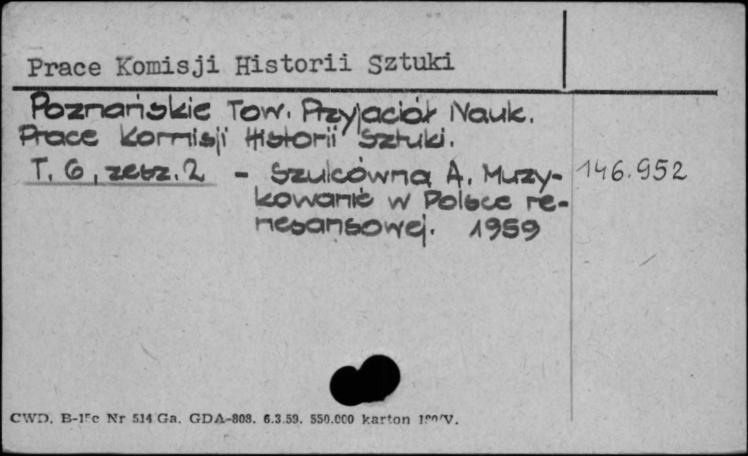 Prace Komisji Historii Sztuki
Poznańskie Tow. Przyjaciół Nauk.
Prace Komisji Historii Sztuki.
T. 6, zesz. 2 - Szulcówna A. Muzy- 146.952
kowanie w Polsce re-
nesansowej. 1959
CWD. Nr 514 Ga. GDA-808. 6.3.59. 550.000 karton